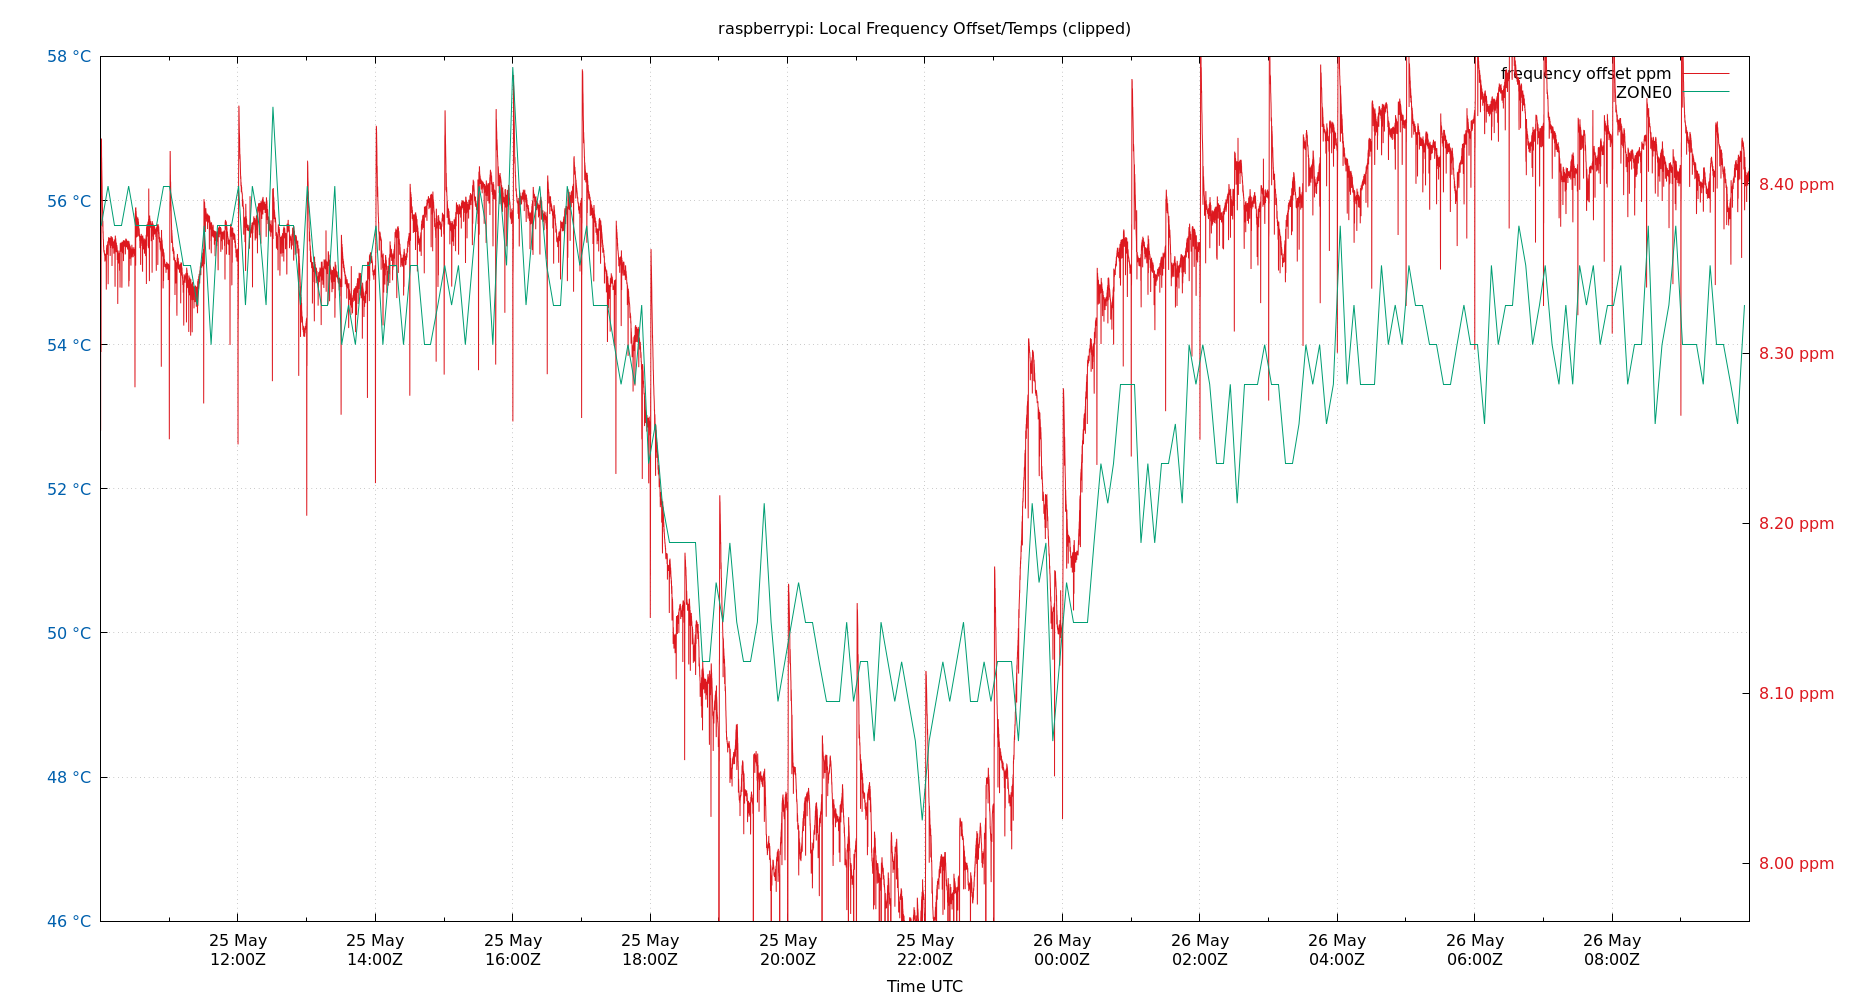 raspberrypi: Local Frequency Offset/Temps (clipped)
58 °C
56 °C
54 °C
52 °C
50 °C
48 °C
46 °C
frequency offset ppm
ZONE0
8.40 ppm
8.30 ppm
8.20 ppm
8.10 ppm
8.00 ppm
25 May
12:00Z
25 May
14:00Z
25 May
16:00Z
25 May
18:00Z
25 May
20:00Z
25 May
22:00Z
26 May
00:00Z
26 May
02:00Z
26 May
04:00Z
26 May
06:00Z
26 May
08:00Z
Time UTC